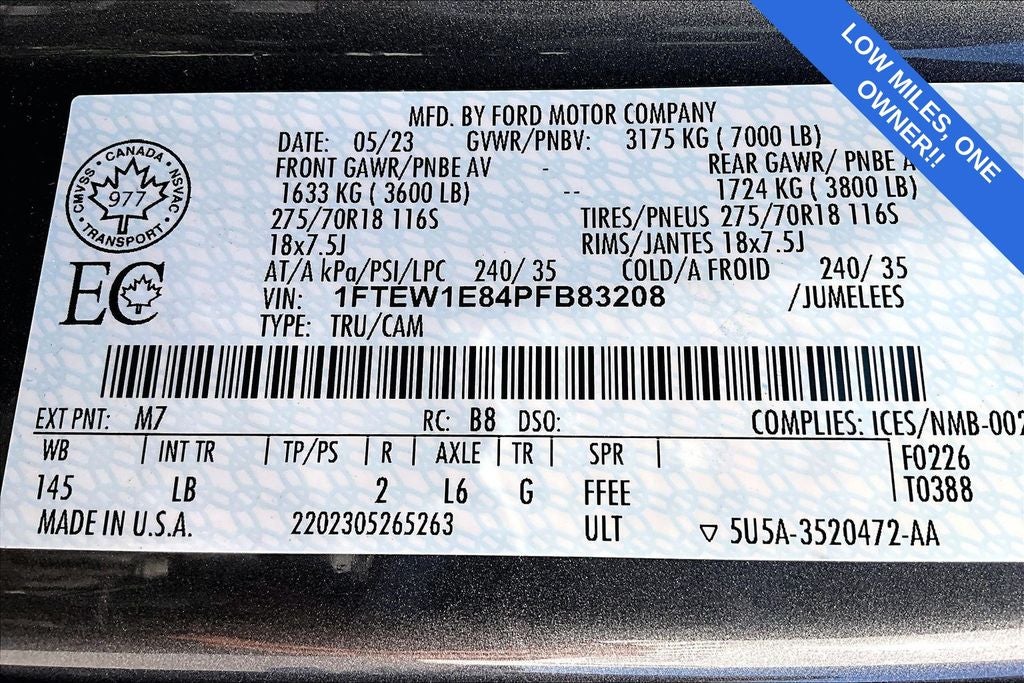 LOW MILES, ONE
OWNER!!
MFD. BY FORD MOTOR COMPANY
DATE: 05/23 GVWR/PNBV: 3175 KG ( 7000 LB)
FRONT GAWR/PNBE AV - REAR GAWR/ PNBE A
1633 KG ( 3600 LB) -- 1724 KG ( 3800 LB)
275/70R18 116S TIRES/PNEUS 275/70R18 116S
18x7.5J RIMS/JANTES 18x7.5J
AT/A kPa/PSI/LPC 240/ 35 COLD/A FROID 240/ 35
VIN: 1FTEW1E84PFB83208 /JUMELEES
TYPE: TRU/CAM
CANADA
CMVSS 977 NSVAC
TRANSPORT
EC
EXT PNT: M7 RC: B8 DSO: COMPLIES: ICES/NMB-002
WB | INT TR | TP/PS | R | AXLE | TR | SPR | F0226
145 LB 2 L6 G FFEE T0388
MADE IN U.S.A. 2202305265263 ULT ▽ 5U5A-3520472-AA